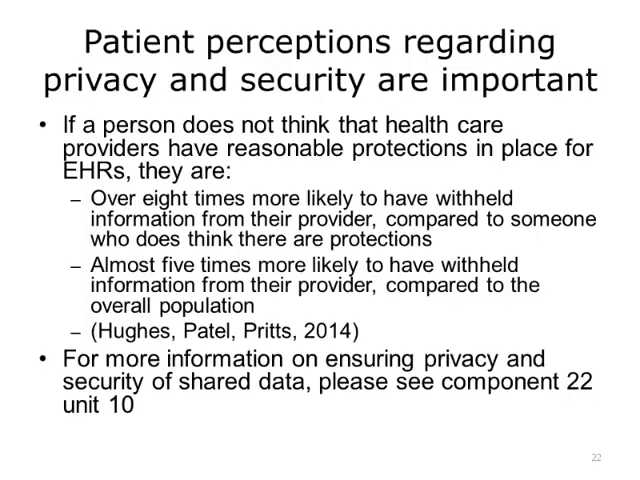 Patient perceptions regarding
privacy and security are important
• If a person does not think that health care
providers have reasonable protections in place for
EHRs, they are:
– Over eight times more likely to have withheld
information from their provider, compared to someone
who does think there are protections
– Almost five times more likely to have withheld
information from their provider, compared to the
overall population
– (Hughes, Patel, Pritts, 2014)
• For more information on ensuring privacy and
security of shared data, please see component 22
unit 10
22